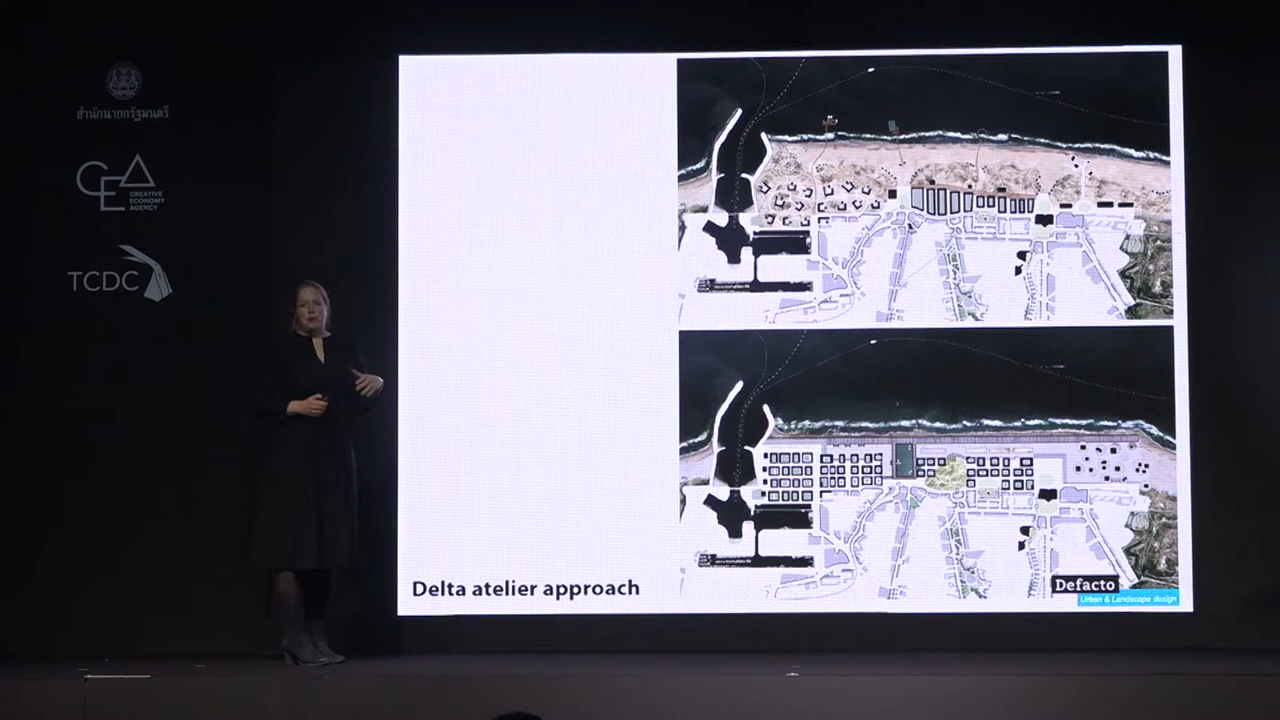 สำนักนายกรัฐมนตรี
CEA
CREATIVE
ECONOMY
AGENCY
TCDC
Delta atelier approach
Defacto
Urban & Landscape design